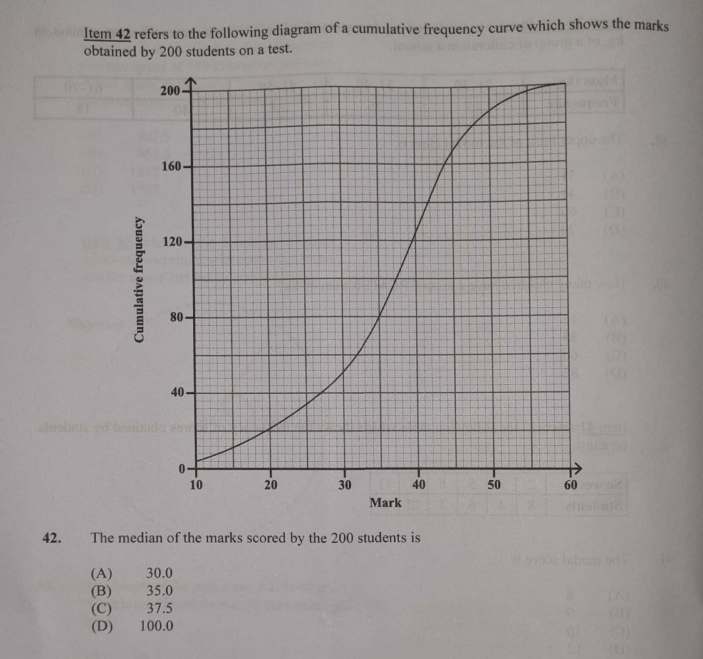 Item 42 refers to the following diagram of a cumulative frequency curve which shows the marks
obtained by 200 students on a test.
200
160
120
80
40
0
Cumulative frequency
10 20 30 40 50 60
Mark
42. The median of the marks scored by the 200 students is
(A) 30.0
(B) 35.0
(C) 37.5
(D) 100.0